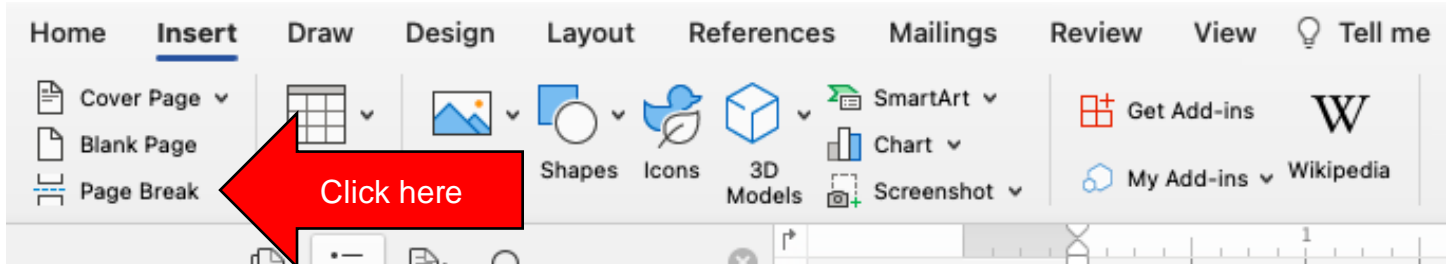 Home Insert Draw Design Layout References Mailings Review View Tell me
Cover Page
Blank Page
Page Break
Click here
Shapes
Icons
3D
Models
SmartArt
Chart
Screenshot
Get Add-ins
My Add-ins
W
Wikipedia
1